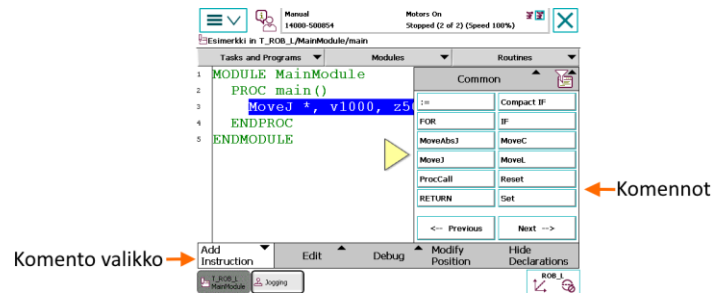 Manual
14000-500854
Motors On
Stopped (2 of 2) (Speed 100%)
Esimerkki in T_ROB_L/MainModule/main
Tasks and Programs
Modules
Routines
1 MODULE MainModule
2 PROC main()
3 MoveJ *, v1000, z50
4 ENDPROC
5 ENDMODULE
Common
:=
Compact IF
FOR
IF
MoveAbsJ
MoveC
MoveJ
MoveL
ProcCall
Reset
RETURN
Set
<-- Previous
Next -->
Komennot
Komento valikko
Add
Instruction
Edit
Debug
Modify
Position
Hide
Declarations
T_ROB_L
MainModule
Jogging
ROB_L